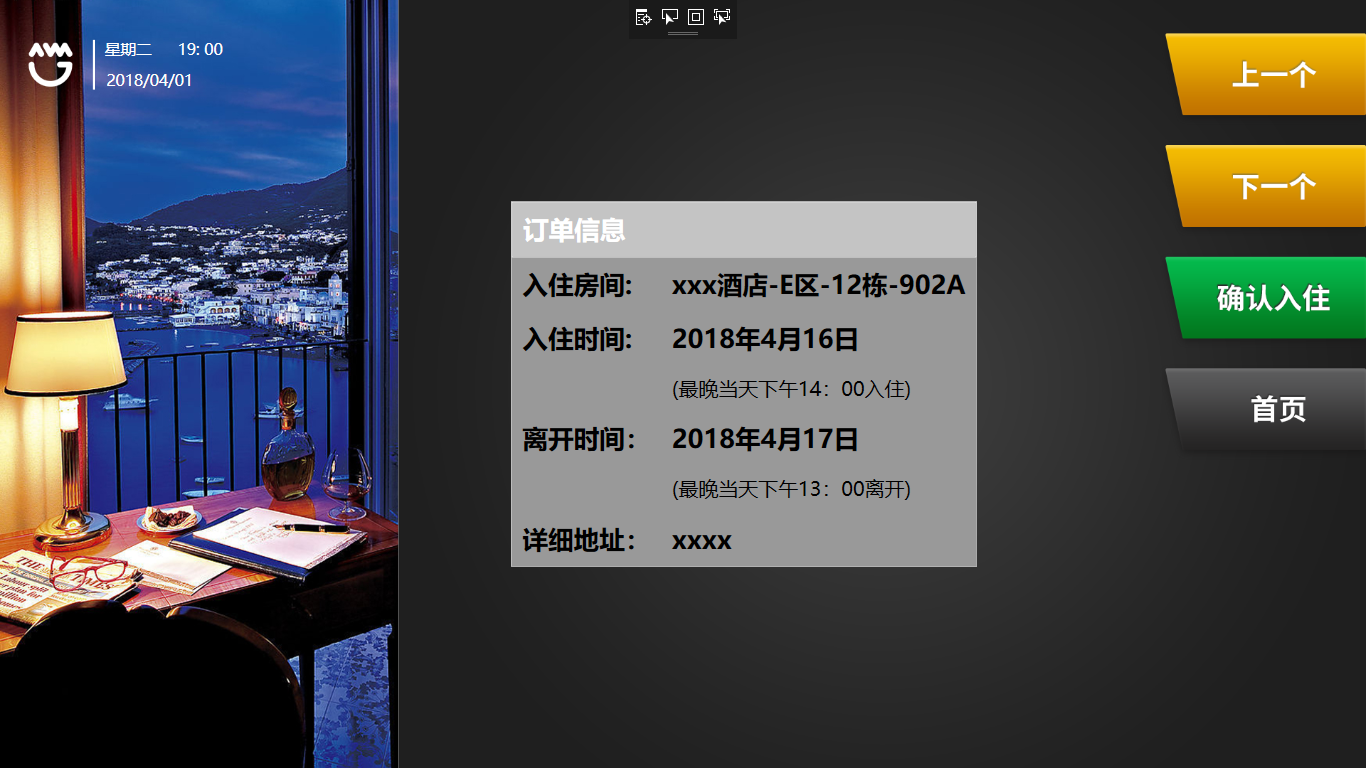 星期二 19:00
2018/04/01
订单信息
入住房间: xxx酒店-E区-12栋-902A
入住时间: 2018年4月16日
(最晚当天下午14：00入住)
离开时间： 2018年4月17日
(最晚当天下午13：00离开)
详细地址： xxxx
上一个
下一个
确认入住
首页
THE TIMES